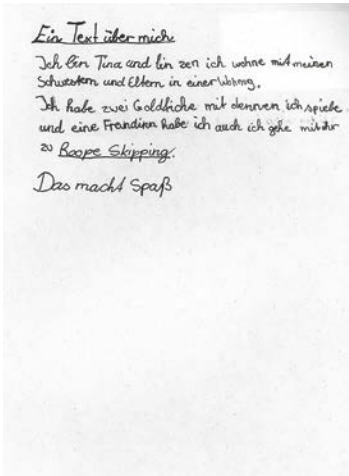 Ein Text über mich
Ich bin Tina und bin zen ich wohne mit meinen
Schwestern und Eltern in einer Wohnng.
Ich habe zwei Goldfiche mit dennen ich spiele
und eine Frandinn habe ich auch ich gehe mit ihr
zu Roope Skipping.
Das macht Spaß